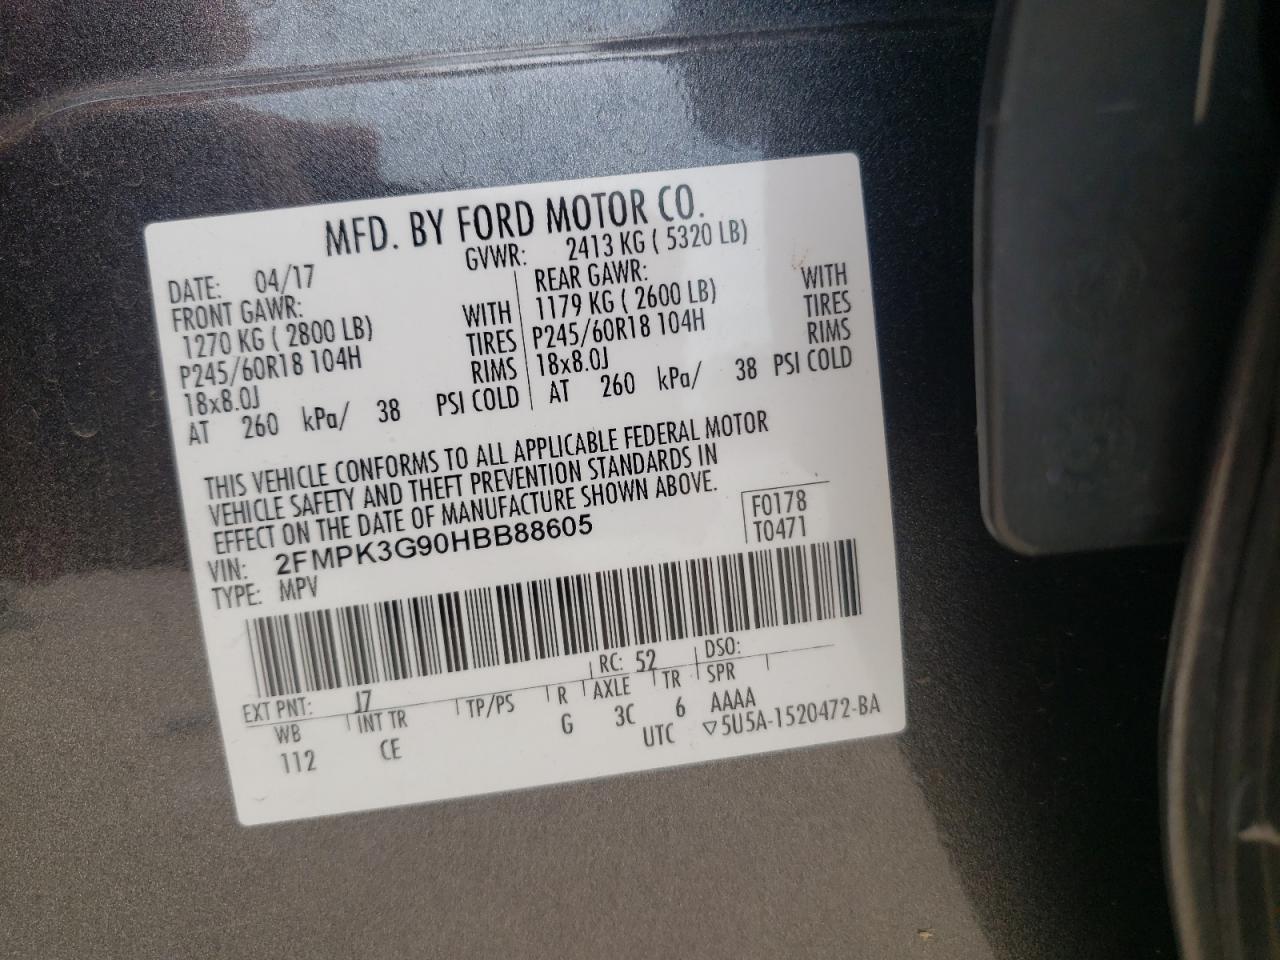 MFD. BY FORD MOTOR CO.
DATE: 04/17 GVWR: 2413 KG ( 5320 LB)
FRONT GAWR: REAR GAWR:
1270 KG ( 2800 LB) WITH 1179 KG ( 2600 LB) WITH
P245/60R18 104H TIRES P245/60R18 104H TIRES
18x8.0J RIMS 18x8.0J RIMS
AT 260 kPa/ 38 PSI COLD AT 260 kPa/ 38 PSI COLD
THIS VEHICLE CONFORMS TO ALL APPLICABLE FEDERAL MOTOR
VEHICLE SAFETY AND THEFT PREVENTION STANDARDS IN
EFFECT ON THE DATE OF MANUFACTURE SHOWN ABOVE.
VIN: 2FMPK3G90HBB88605 F0178
TYPE: MPV T0471
EXT PNT: J7 RC: 52 DSO:
WB INT TR TP/PS R AXLE TR SPR
112 CE G 3C 6 AAAA
UTC ▽5U5A-1520472-BA